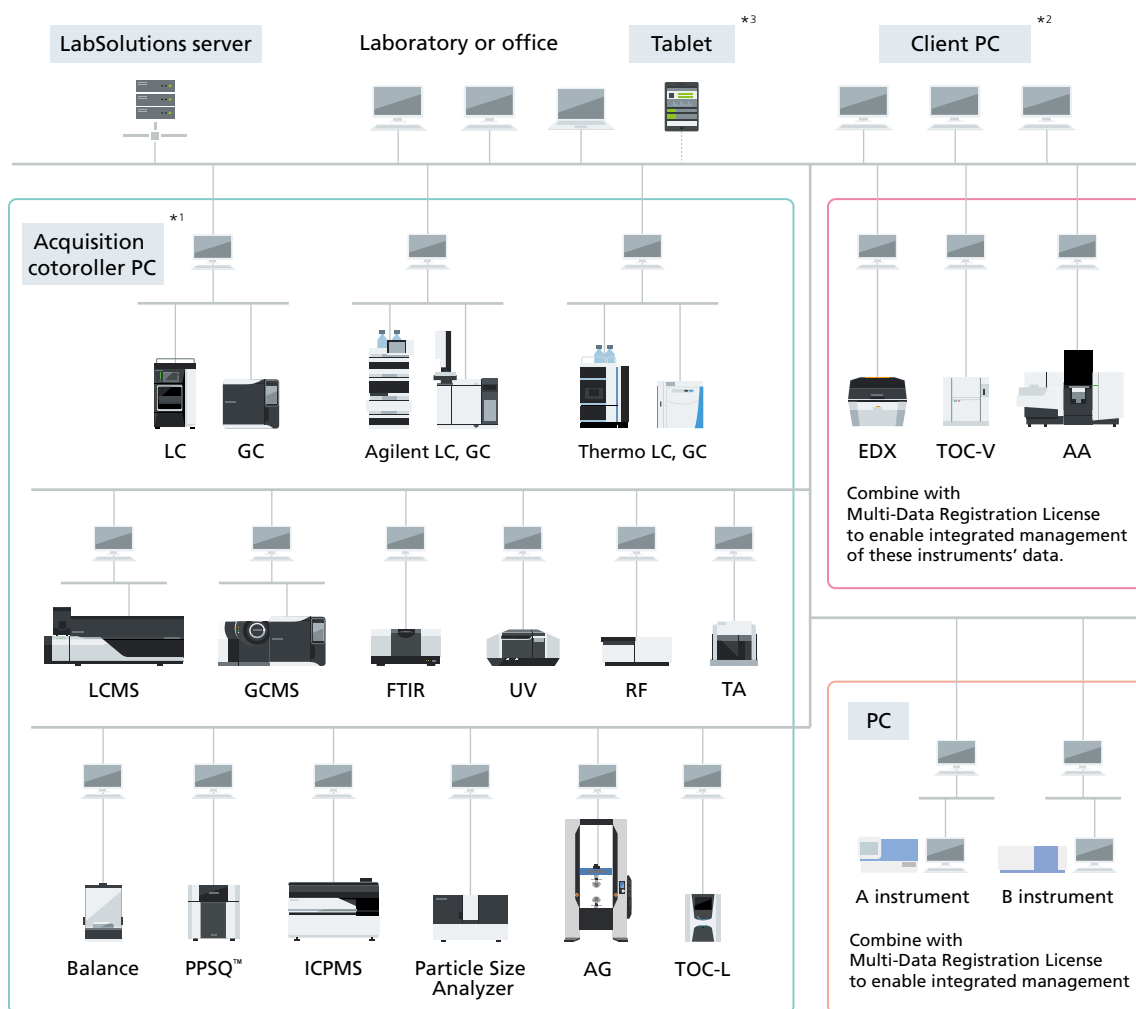 LabSolutions server
Laboratory or office
Tablet
*3
Client PC
*2
Acquisition
cotoroller PC
*1
LC
GC
Agilent LC, GC
Thermo LC, GC
EDX
TOC-V
AA
Combine with
Multi-Data Registration License
to enable integrated management
of these instruments’ data.
LCMS
GCMS
FTIR
UV
RF
TA
PC
A instrument
B instrument
Combine with
Multi-Data Registration License
to enable integrated management
Balance
PPSQ™
ICPMS
Particle Size
Analyzer
AG
TOC-L